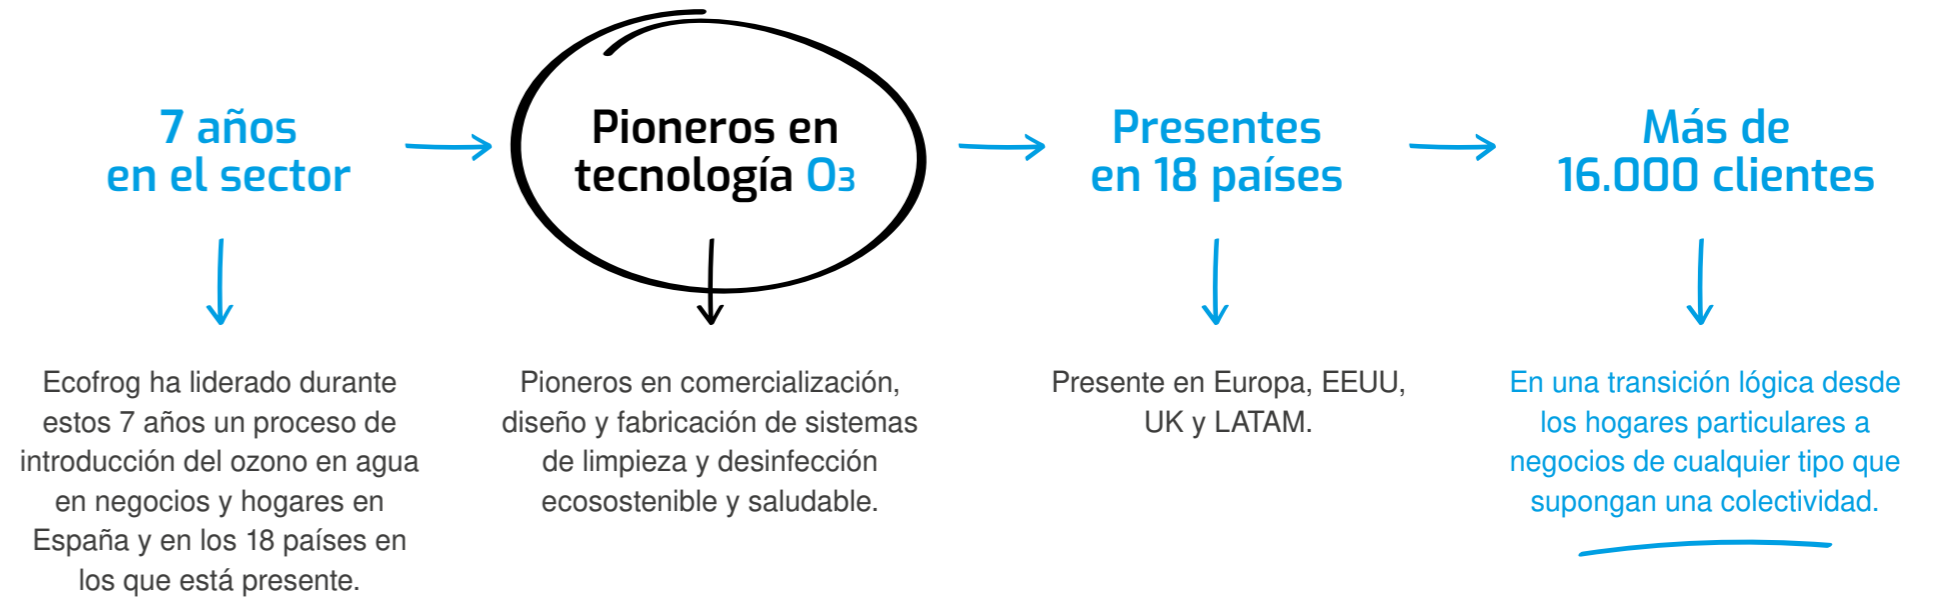 7 años
en el sector
Pioneros en
tecnología O3
Presentes
en 18 países
Más de
16.000 clientes
Ecofrog ha liderado durante
estos 7 años un proceso de
introducción del ozono en agua
en negocios y hogares en
España y en los 18 países en
los que está presente.
Pioneros en comercialización,
diseño y fabricación de sistemas
de limpieza y desinfección
ecosostenible y saludable.
Presente en Europa, EEUU,
UK y LATAM.
En una transición lógica desde
los hogares particulares a
negocios de cualquier tipo que
supongan una colectividad.